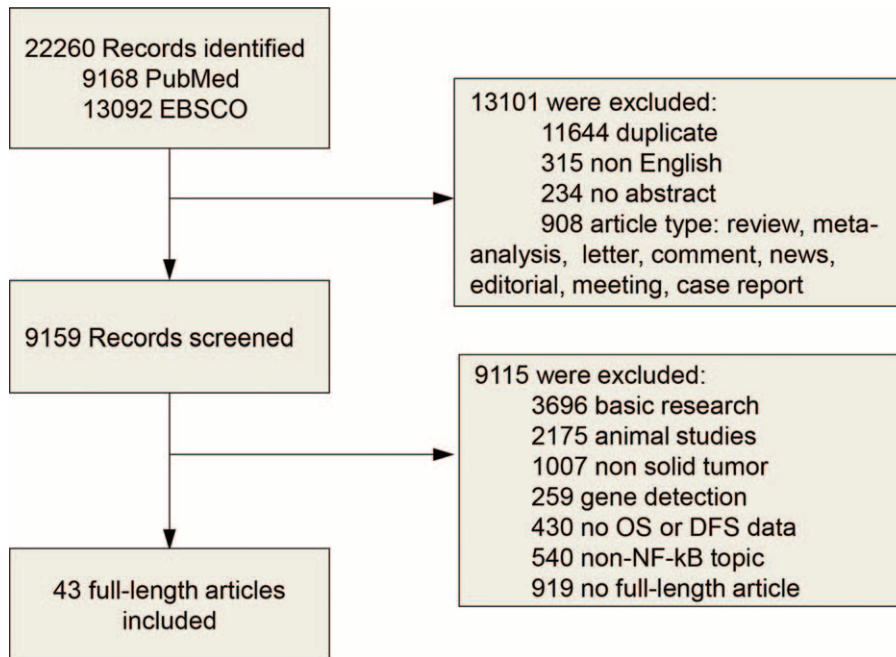 22260 Records identified
9168 PubMed
13092 EBSCO
13101 were excluded:
11644 duplicate
315 non English
234 no abstract
908 article type: review, meta-
analysis, letter, comment, news,
editorial, meeting, case report
9159 Records screened
9115 were excluded:
3696 basic research
2175 animal studies
1007 non solid tumor
259 gene detection
430 no OS or DFS data
540 non-NF-kB topic
919 no full-length article
43 full-length articles
included